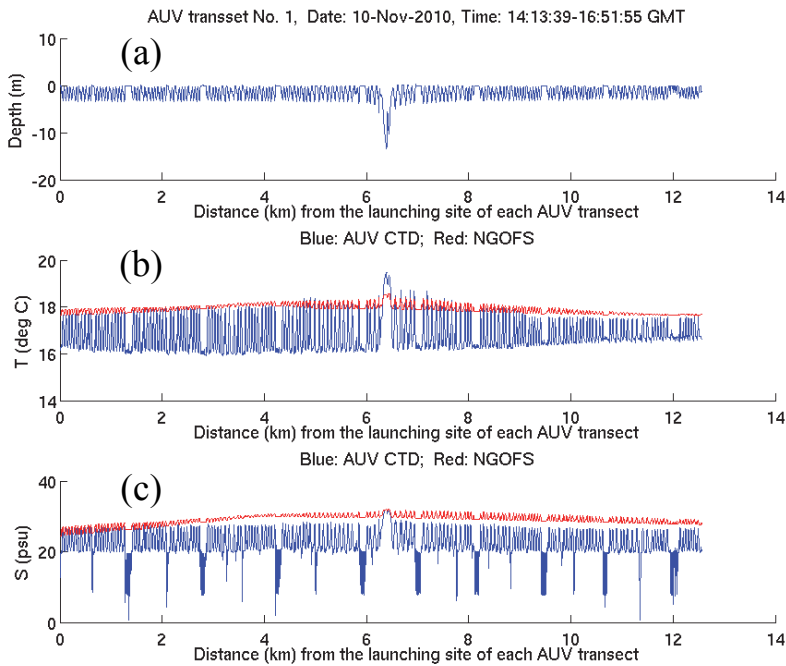 AUV transset No. 1, Date: 10-Nov-2010, Time: 14:13:39-16:51:55 GMT
(a)
Depth (m)
10
0
-10
-20
0 2 4 6 8 10 12 14
Distance (km) from the launching site of each AUV transect
Blue: AUV CTD; Red: NGOFS
(b)
T (deg C)
20
18
16
14
0 2 4 6 8 10 12 14
Distance (km) from the launching site of each AUV transect
Blue: AUV CTD; Red: NGOFS
(c)
S (psu)
40
20
0
0 2 4 6 8 10 12 14
Distance (km) from the launching site of each AUV transect